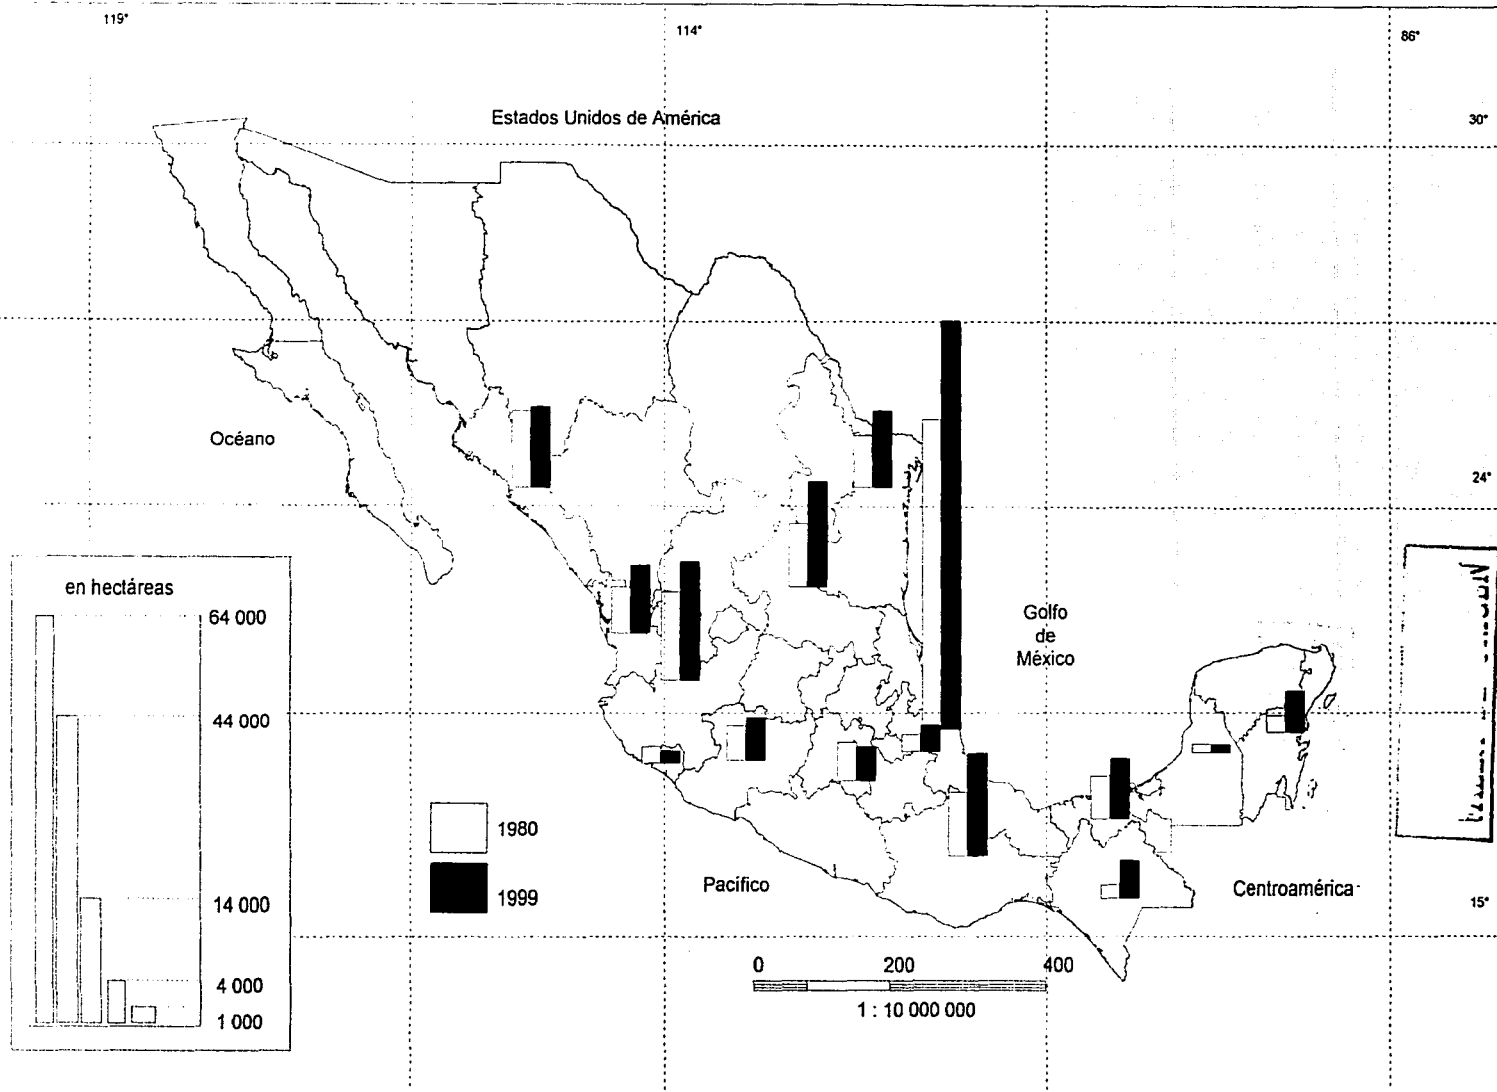 119°
114°
86°
Estados Unidos de América
30°
Océano
24°
en hectáreas
64 000
44 000
14 000
4 000
1 000
Golfo
de
México
1980
1999
Pacífico
Centroamérica
15°
0 200 400
1 : 10 000 000